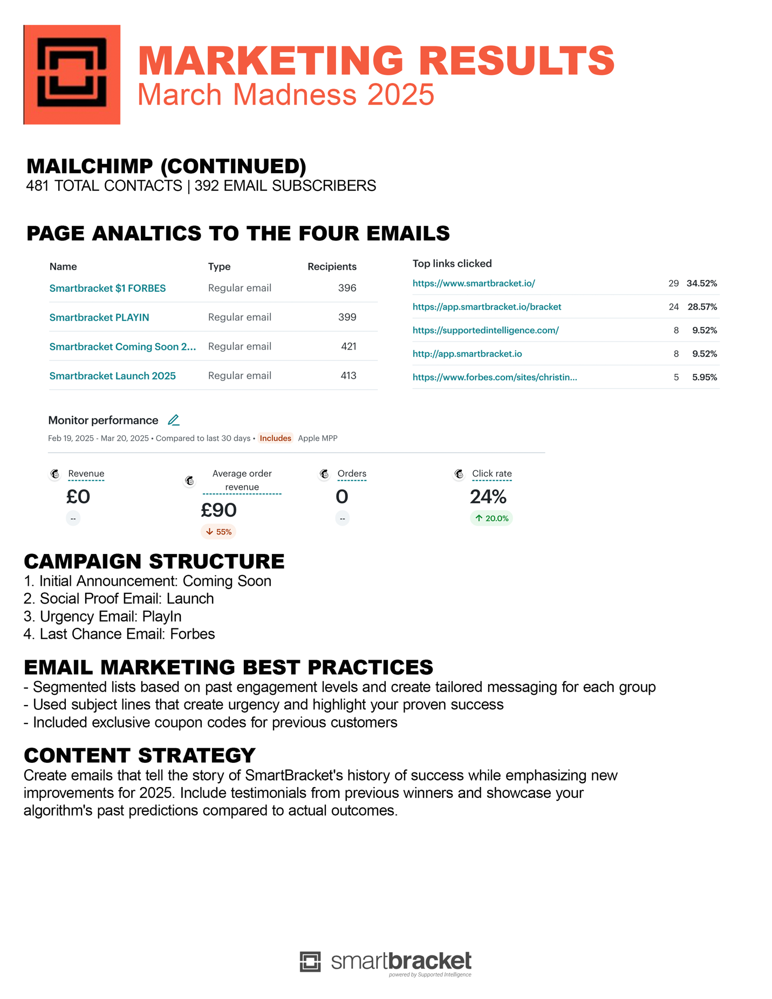 MARKETING RESULTS
March Madness 2025
MAILCHIMP (CONTINUED)
481 TOTAL CONTACTS | 392 EMAIL SUBSCRIBERS
PAGE ANALTICS TO THE FOUR EMAILS
Name Type Recipients
Smartbracket $1 FORBES Regular email 396
Smartbracket PLAYIN Regular email 399
Smartbracket Coming Soon 2... Regular email 421
Smartbracket Launch 2025 Regular email 413
Top links clicked
https://www.smartbracket.io/ 29 34.52%
https://app.smartbracket.io/bracket 24 28.57%
https://supportedintelligence.com/ 8 9.52%
http://app.smartbracket.io 8 9.52%
https://www.forbes.com/sites/christin... 5 5.95%
Monitor performance
Feb 19, 2025 - Mar 20, 2025 • Compared to last 30 days • Includes Apple MPP
Revenue
£0
--
Average order
revenue
£90
↓ 55%
Orders
0
--
Click rate
24%
↑ 20.0%
CAMPAIGN STRUCTURE
1. Initial Announcement: Coming Soon
2. Social Proof Email: Launch
3. Urgency Email: PlayIn
4. Last Chance Email: Forbes
EMAIL MARKETING BEST PRACTICES
- Segmented lists based on past engagement levels and create tailored messaging for each group
- Used subject lines that create urgency and highlight your proven success
- Included exclusive coupon codes for previous customers
CONTENT STRATEGY
Create emails that tell the story of SmartBracket's history of success while emphasizing new
improvements for 2025. Include testimonials from previous winners and showcase your
algorithm's past predictions compared to actual outcomes.
smartbracket
powered by Supported Intelligence